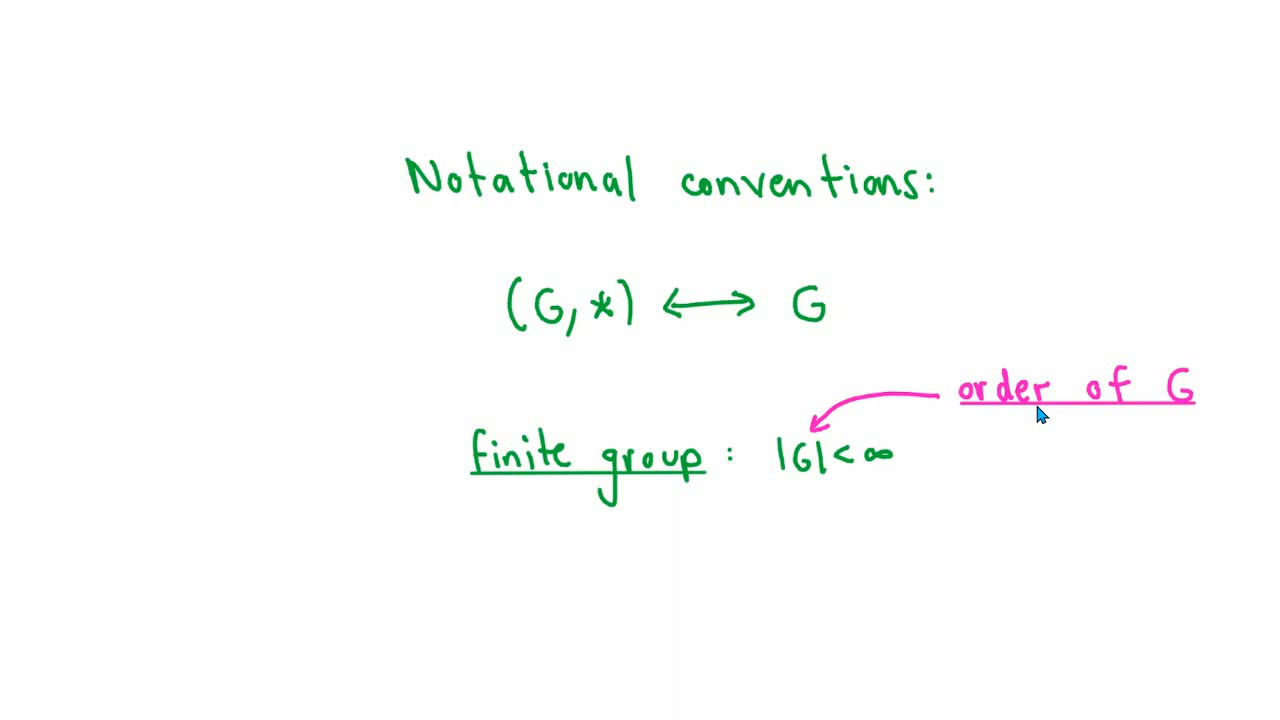 Notational conventions:
(G, *) ⟷ G
order of G
finite group : |G| < ∞